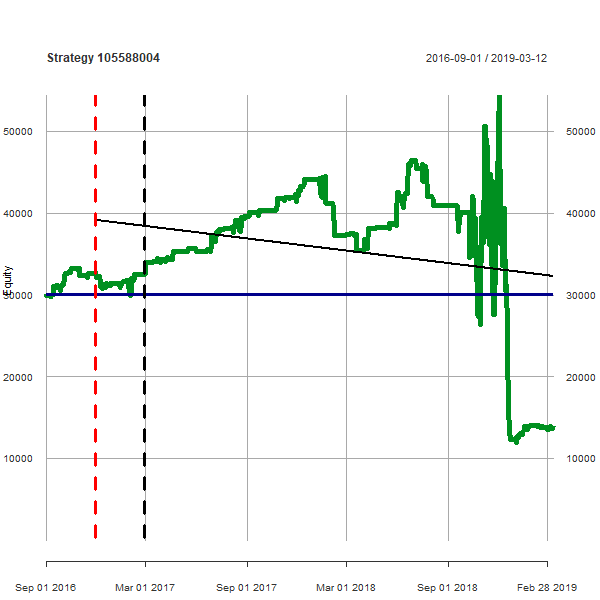 Strategy 105588004
2016-09-01 / 2019-03-12
50000
50000
40000
40000
Equity
30000
30000
20000
20000
10000
10000
Sep 01 2016
Mar 01 2017
Sep 01 2017
Mar 01 2018
Sep 01 2018
Feb 28 2019